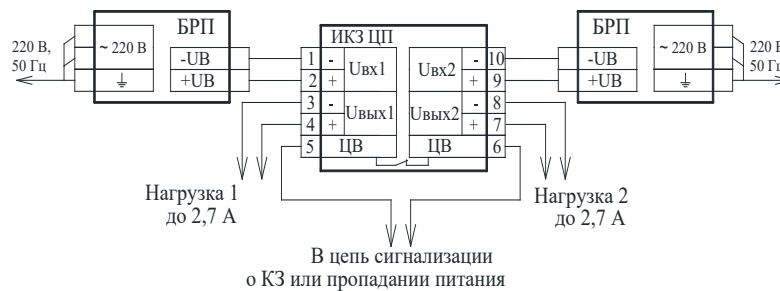 БРП
ИКЗ ЦП
БРП
220 В,
50 Гц
~ 220 В
-UB
+UB
1 - Uвх1
2 +
3 - Uвых1
4 +
5 ЦВ
Uвх2 - 10
+ 9
Uвых2 - 8
+ 7
ЦВ 6
-UB
+UB
~ 220 В
220 В,
50 Гц
Нагрузка 1
до 2,7 А
Нагрузка 2
до 2,7 А
В цепь сигнализации
о КЗ или пропадании питания